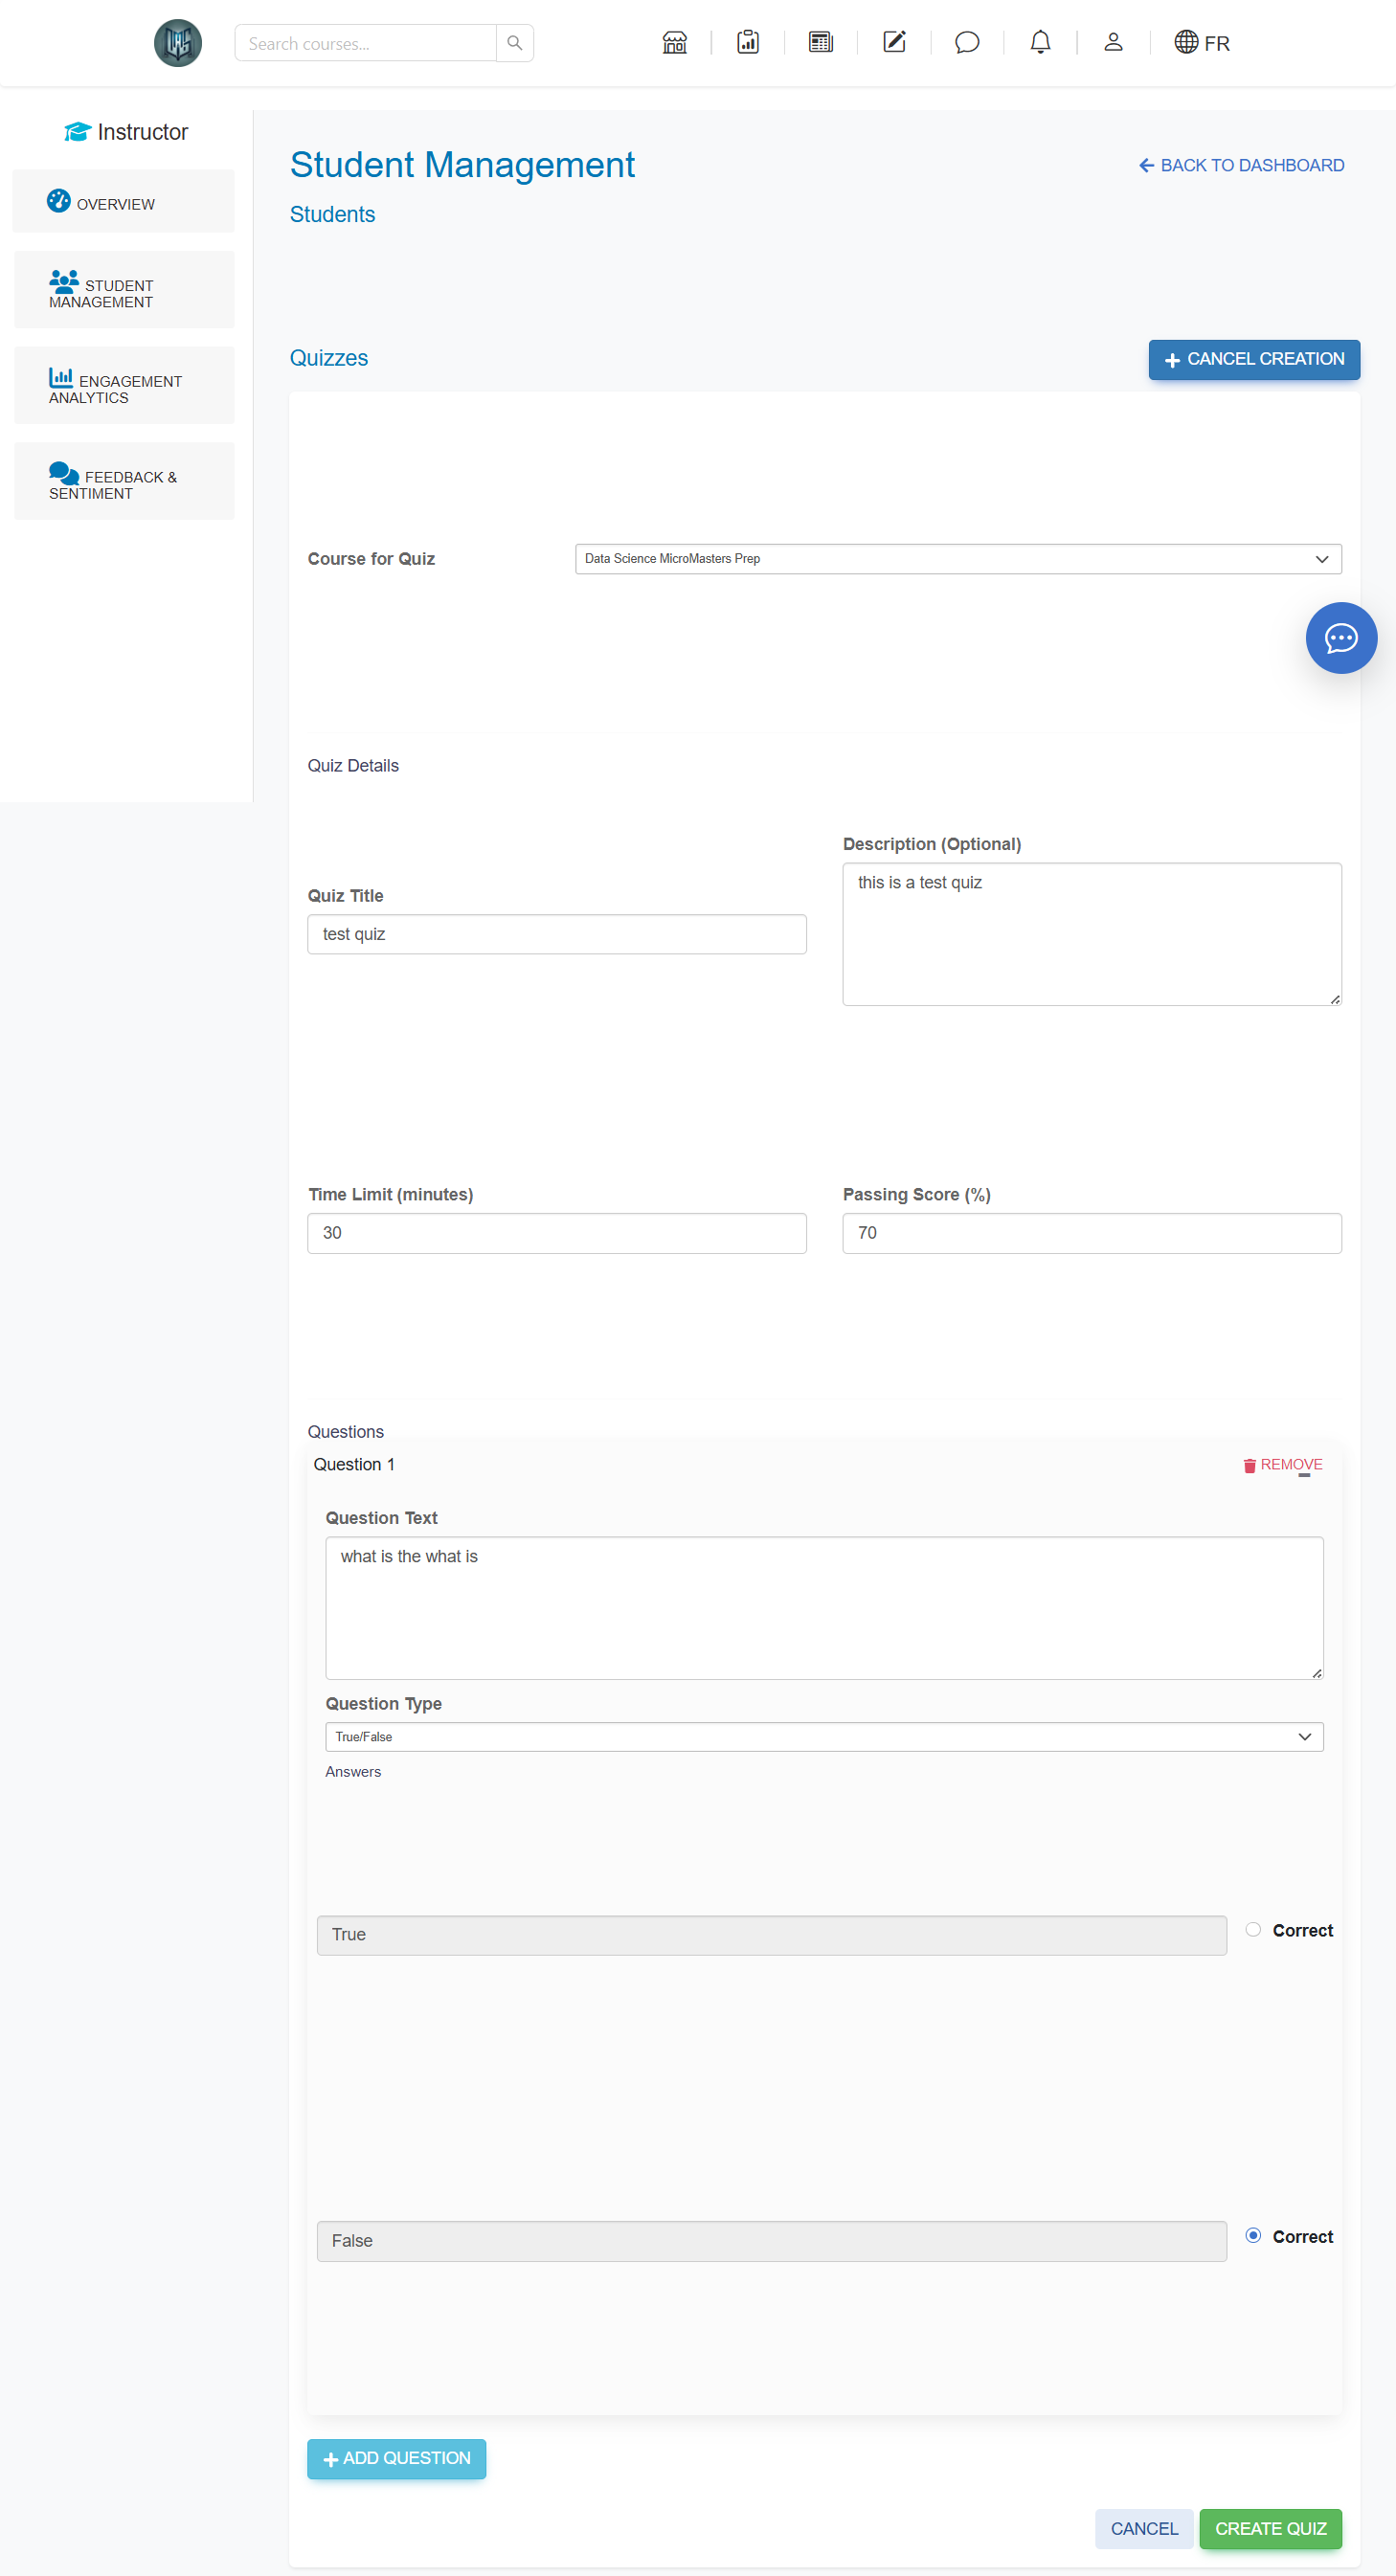 Search courses...
FR
Instructor
OVERVIEW
STUDENT
MANAGEMENT
ENGAGEMENT
ANALYTICS
FEEDBACK &
SENTIMENT
Student Management
BACK TO DASHBOARD
Students
Quizzes
CANCEL CREATION
Course for Quiz
Data Science MicroMasters Prep
Quiz Details
Quiz Title
test quiz
Description (Optional)
this is a test quiz
Time Limit (minutes)
30
Passing Score (%)
70
Questions
Question 1
REMOVE
Question Text
what is the what is
Question Type
True/False
Answers
True
Correct
False
Correct
ADD QUESTION
CANCEL
CREATE QUIZ